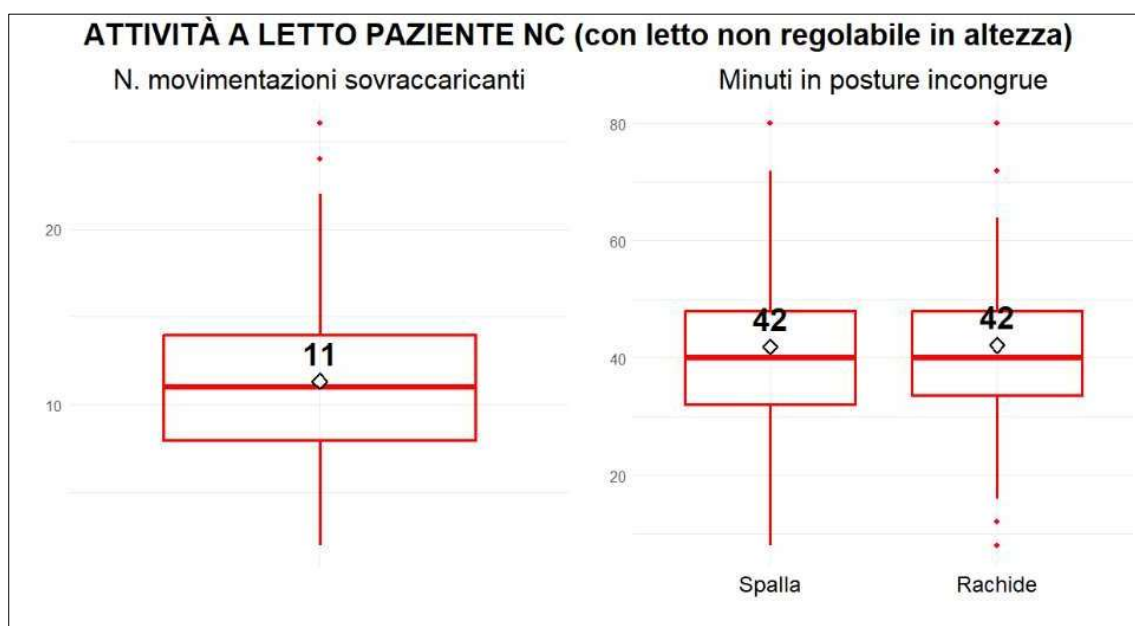 ATTIVITÀ A LETTO PAZIENTE NC (con letto non regolabile in altezza)
N. movimentazioni sovraccaricanti
20
10
11
Minuti in posture incongrue
80
60
40
20
42
42
Spalla
Rachide